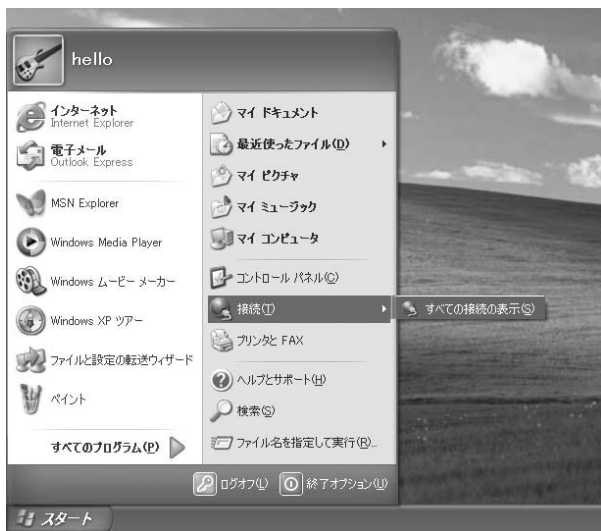 hello
インターネット
Internet Explorer
電子メール
Outlook Express
MSN Explorer
Windows Media Player
Windows ムービー メーカー
Windows XP ツアー
ファイルと設定の転送ウィザード
ペイント
すべてのプログラム(P)
マイ ドキュメント
最近使ったファイル(D)
マイ ピクチャ
マイ ミュージック
マイ コンピュータ
コントロール パネル(C)
接続(T)
すべての接続の表示(S)
プリンタと FAX
ヘルプとサポート(H)
検索(S)
ファイル名を指定して実行(R)...
ログオフ(L)
終了オプション(U)
スタート